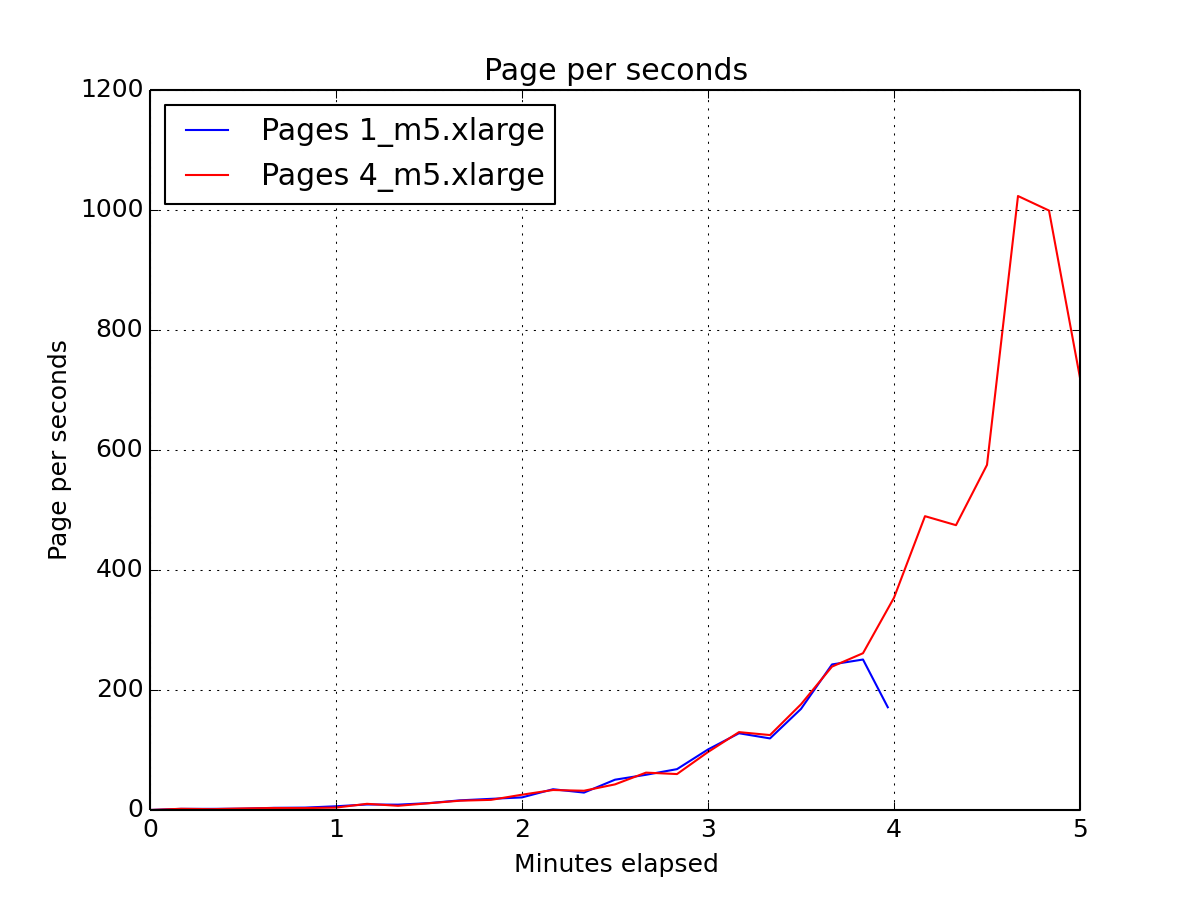 Page per seconds
1200
Pages 1_m5.xlarge
Pages 4_m5.xlarge
1000
800
600
400
200
0
Page per seconds
0 1 2 3 4 5
Minutes elapsed